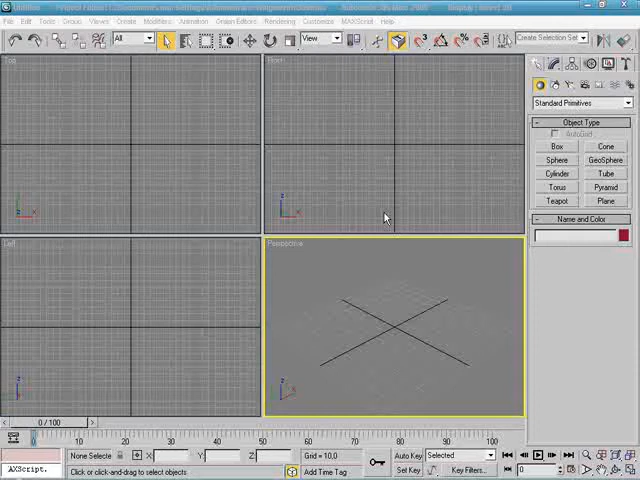 Untitled
File Edit Tools Group Views Create Modifiers Animation Graph Editors Rendering Customize MAXScript Help
All
View
Create Selection Set
Top
Front
Left
Perspective
Standard Primitives
- Object Type
AutoGrid
Box Cone
Sphere GeoSphere
Cylinder Tube
Torus Pyramid
Teapot Plane
- Name and Color
< 0 / 100 >
0 10 20 30 40 50 60 70 80 90 100
None Selecte X: Y: Z: Grid = 10,0 Auto Key Selected
AXScript. Click or click-and-drag to select objects Add Time Tag Set Key Key Filters... 0